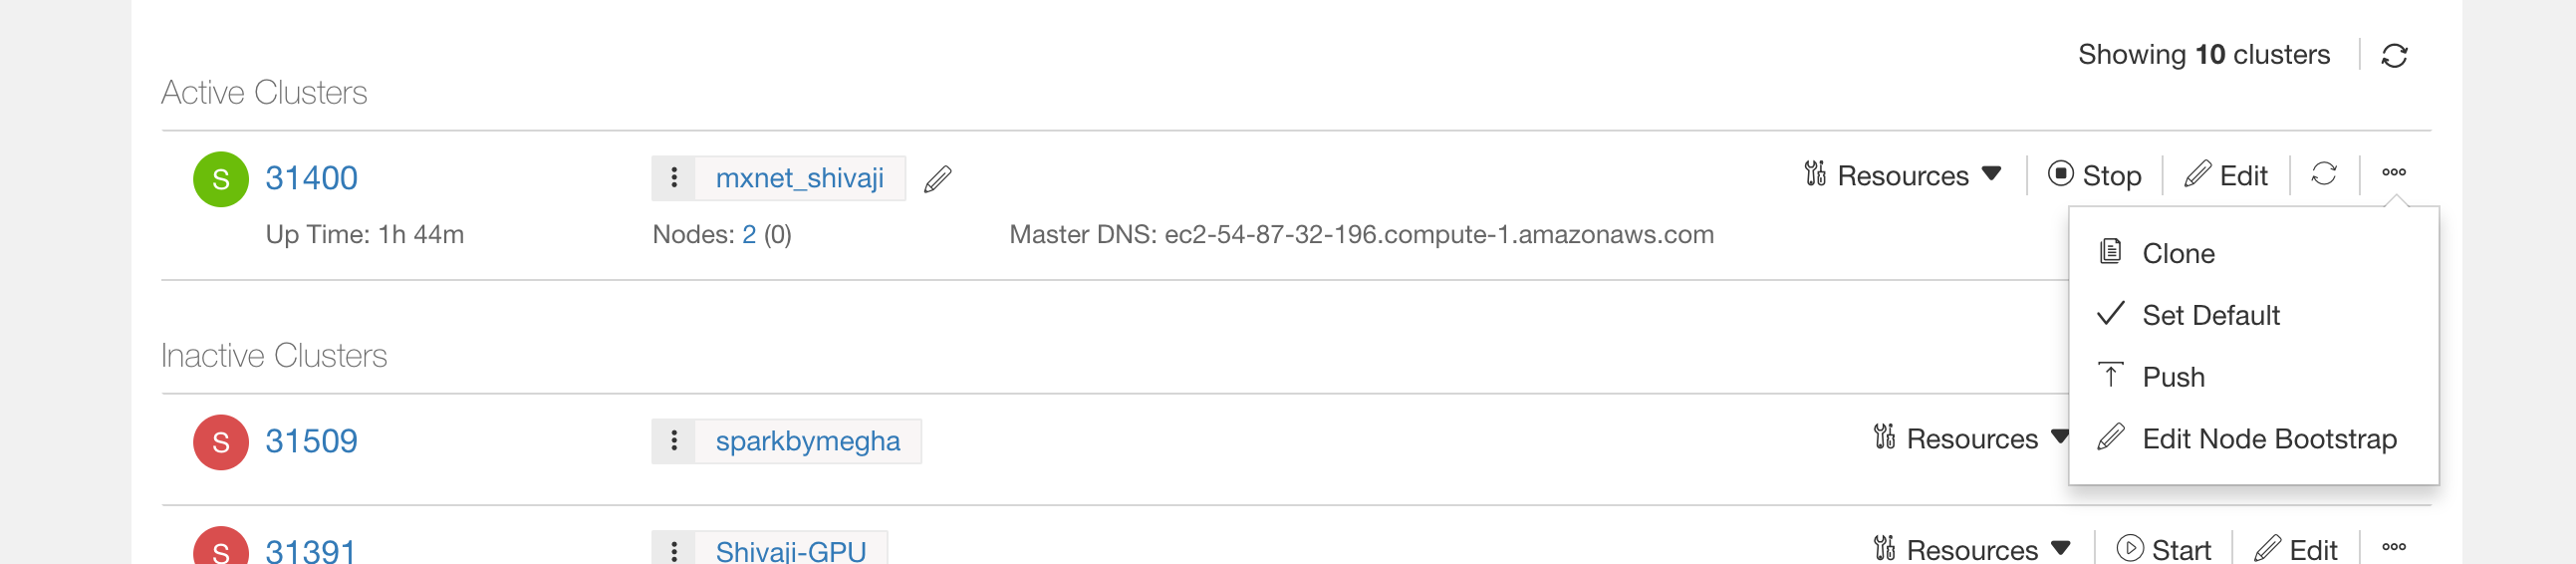 Showing 10 clusters
Active Clusters
S 31400 mxnet_shivaji Resources Stop Edit
Up Time: 1h 44m Nodes: 2 (0) Master DNS: ec2-54-87-32-196.compute-1.amazonaws.com
Clone
Set Default
Push
Edit Node Bootstrap
Inactive Clusters
S 31509 sparkbymegha Resources
S 31391 Shivaji-GPU Resources Start Edit